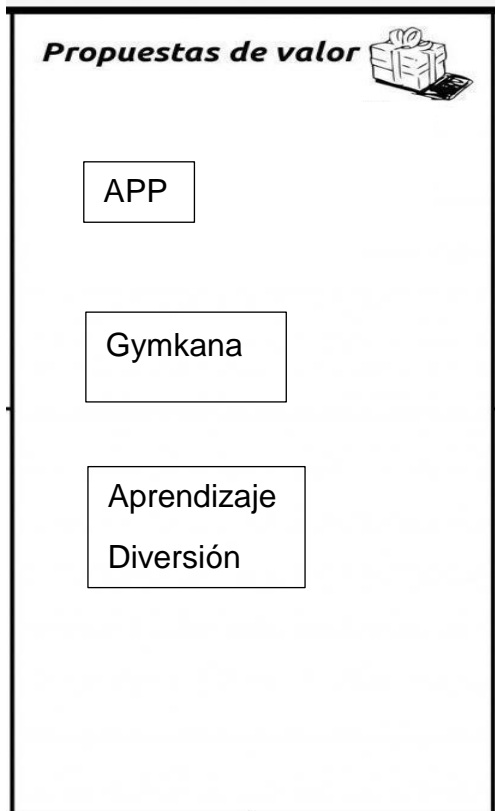 Propuestas de valor
APP
Gymkana
Aprendizaje
Diversión